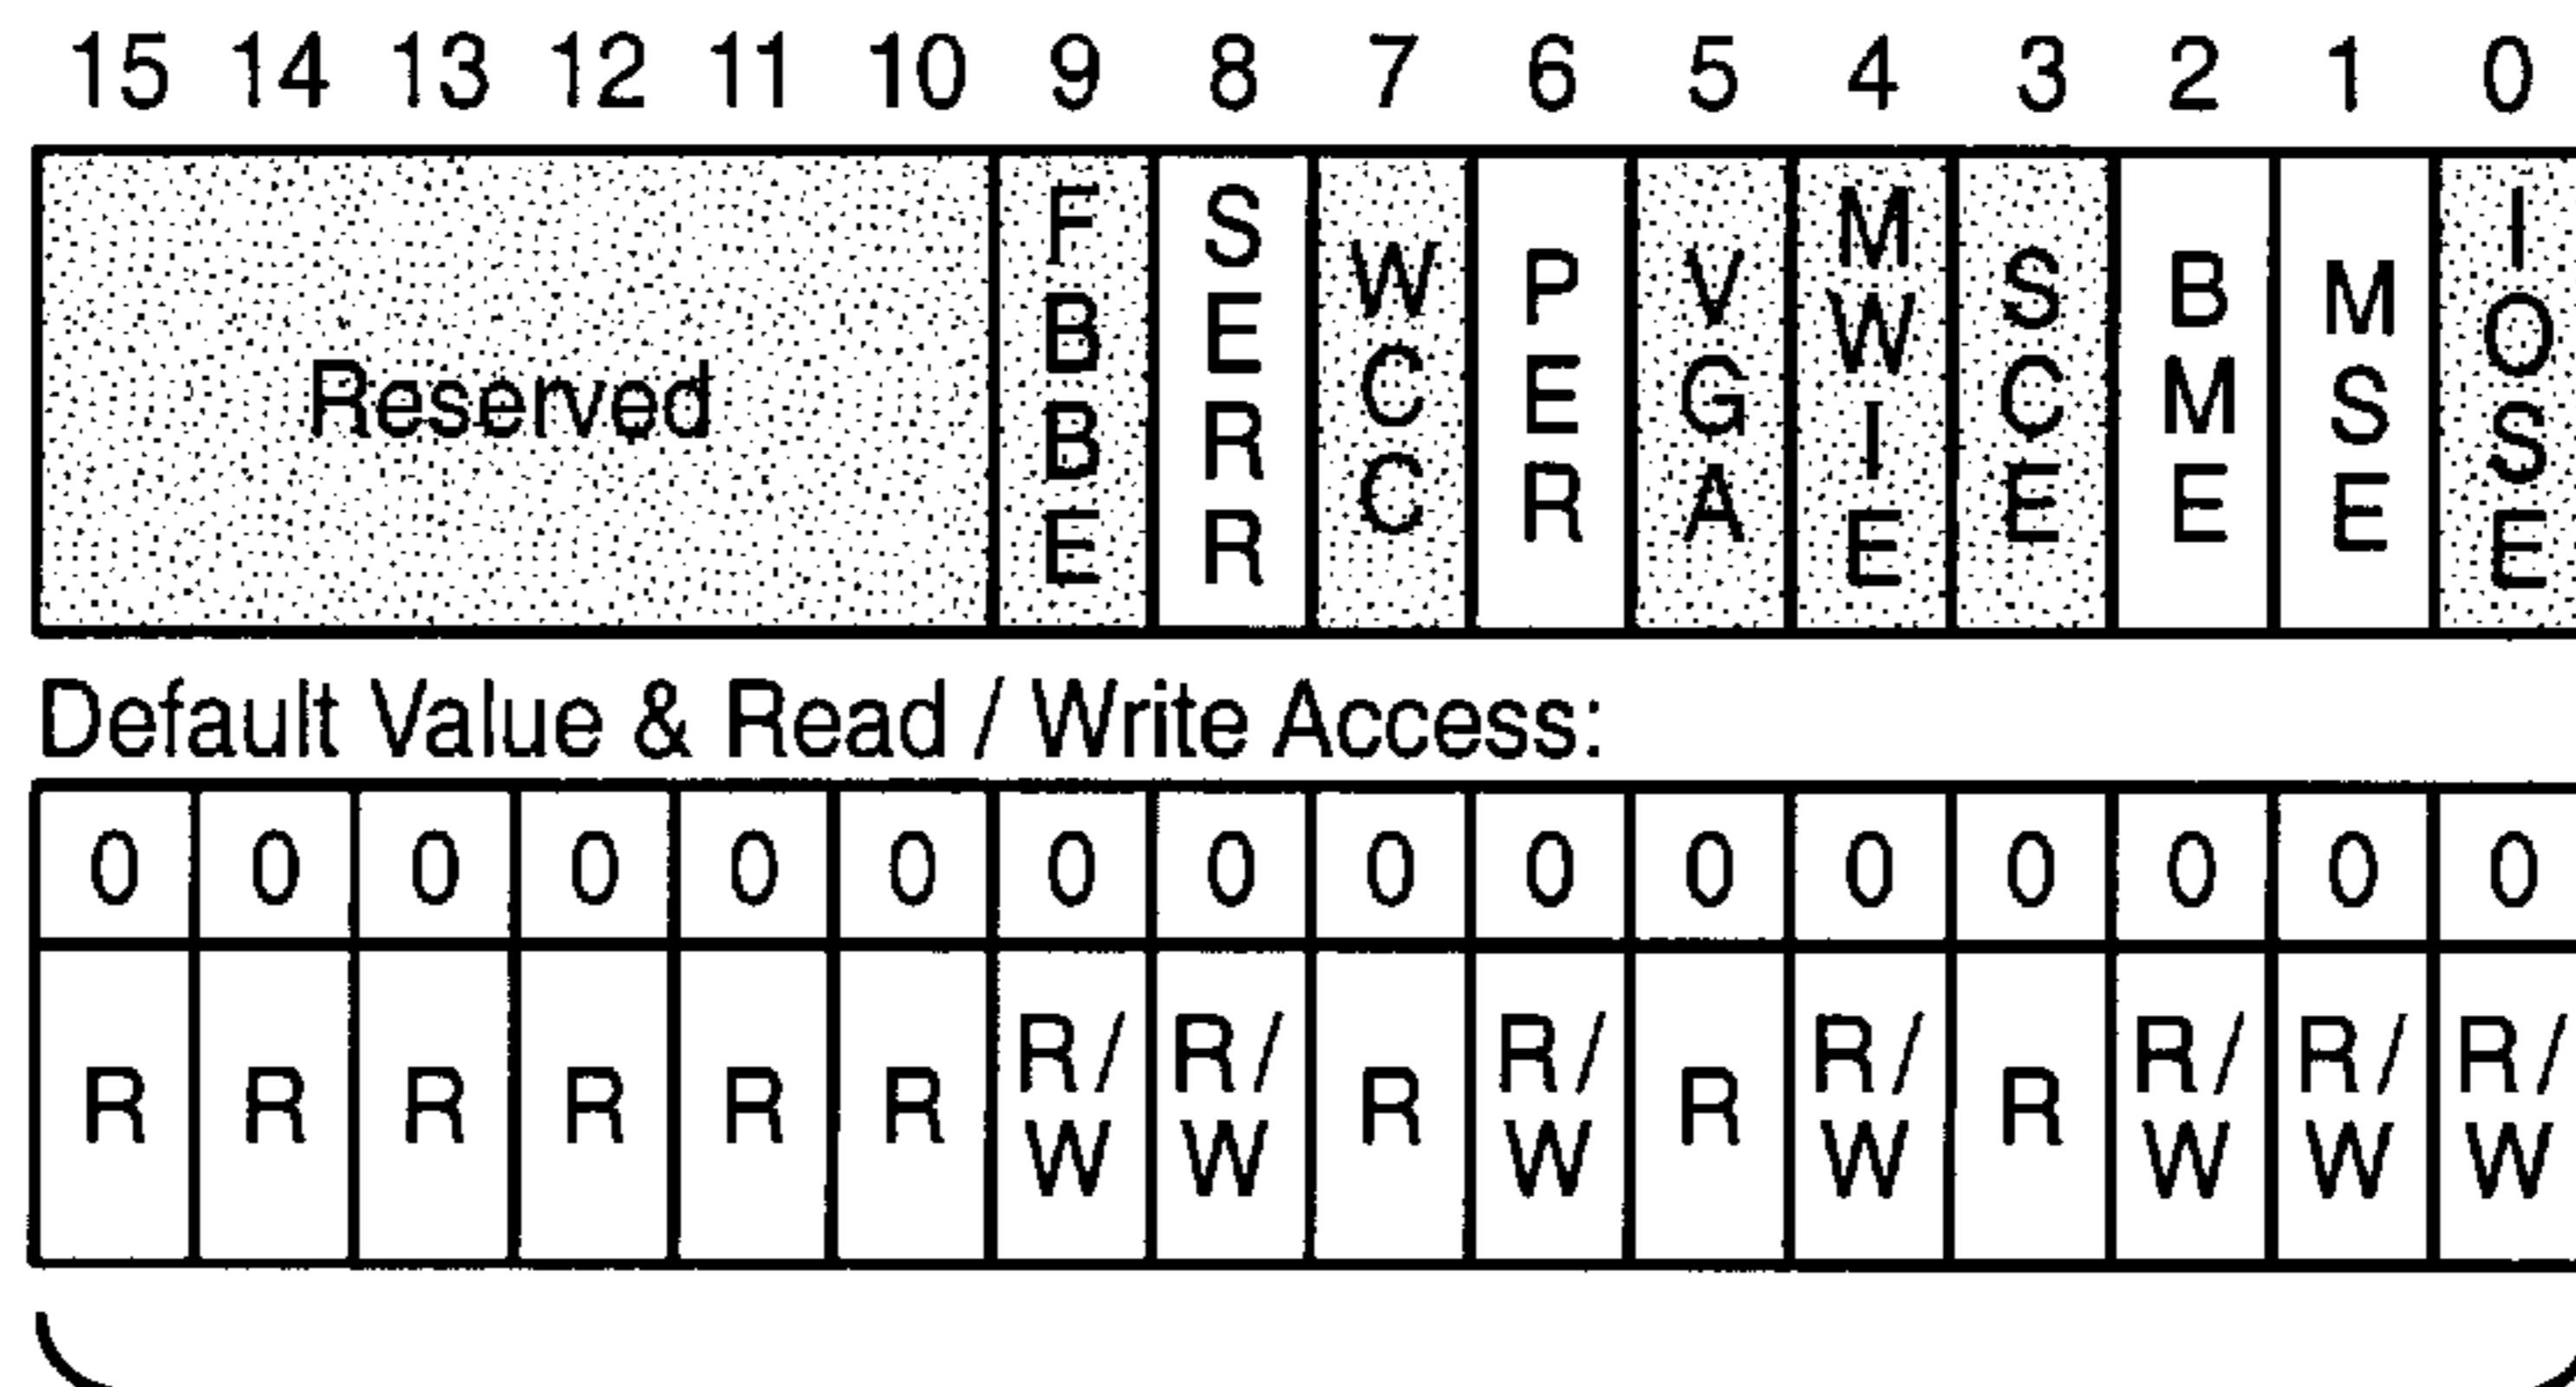 15 14 13 12 11 10 9 8 7 6 5 4 3 2 1 0
Reserved FBBE SERR WCC PER VGA MWIE SCE BME MSE IOSE
Default Value & Read / Write Access:
0 0 0 0 0 0 0 0 0 0 0 0 0 0 0 0
R R R R R R R/W R/W R R/W R R/W R R/W R/W R/W